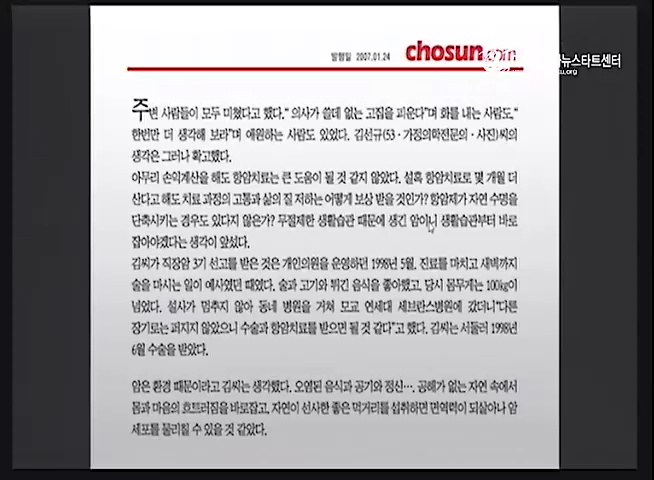 발행일 2007.01.24 chosun.com
뉴스타트센터
주변 사람들이 모두 미쳤다고 했다." 의사가 쓸데 없는 고집을 피운다"며 화를 내는 사람도,"
한번만 더 생각해 보라"며 애원하는 사람도 있었다. 김선규(53·가정의학전문의·사진)씨의
생각은 그러나 확고했다.
아무리 손익계산을 해도 항암치료는 큰 도움이 될 것 같지 않았다. 설혹 항암치료로 몇 개월 더
산다고 해도 치료 과정의 고통과 삶의 질 저하는 어떻게 보상 받을 것인가? 항암제가 자연 수명을
단축시키는 경우도 있다지 않은가? 무절제한 생활습관 때문에 생긴 암이니 생활습관부터 바로
잡아야겠다는 생각이 앞섰다.
김씨가 직장암 3기 선고를 받은 것은 개인의원을 운영하던 1998년 5월. 진료를 마치고 새벽까지
술을 마시는 일이 예사였던 때였다. 술과 고기와 튀긴 음식을 좋아했고, 당시 몸무게는 100kg이
넘었다. 설사가 멈추지 않아 동네 병원을 거쳐 모교 연세대 세브란스병원에 갔더니"다른
장기로는 퍼지지 않았으니 수술과 항암치료를 받으면 될 것 같다"고 했다. 김씨는 서둘러 1998년
6월 수술을 받았다.
암은 환경 때문이라고 김씨는 생각했다. 오염된 음식과 공기와 정신…. 공해가 없는 자연 속에서
몸과 마음의 흐트러짐을 바로잡고, 자연이 선사한 좋은 먹거리를 섭취하면 면역력이 되살아나 암
세포를 물리칠 수 있을 것 같았다.